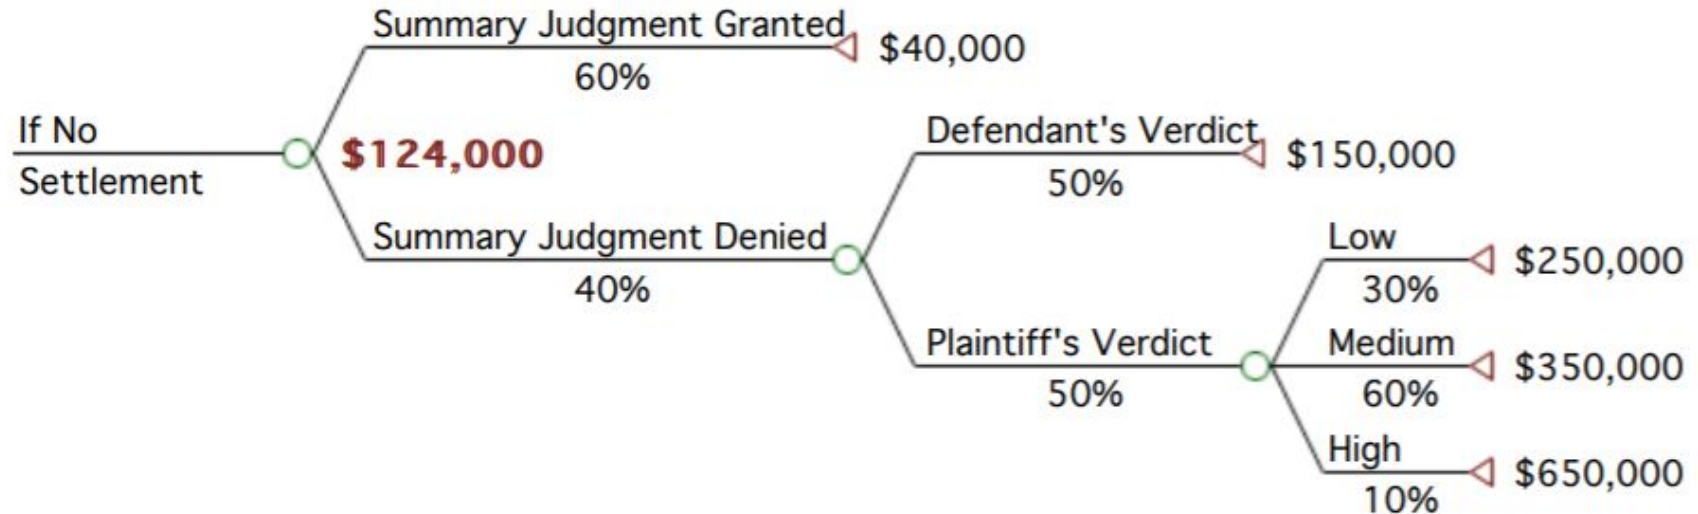 Summary Judgment Granted
$40,000
60%
If No
Settlement
$124,000
Defendant's Verdict
$150,000
50%
Summary Judgment Denied
40%
Low
$250,000
30%
Plaintiff's Verdict
50%
Medium
$350,000
60%
High
$650,000
10%